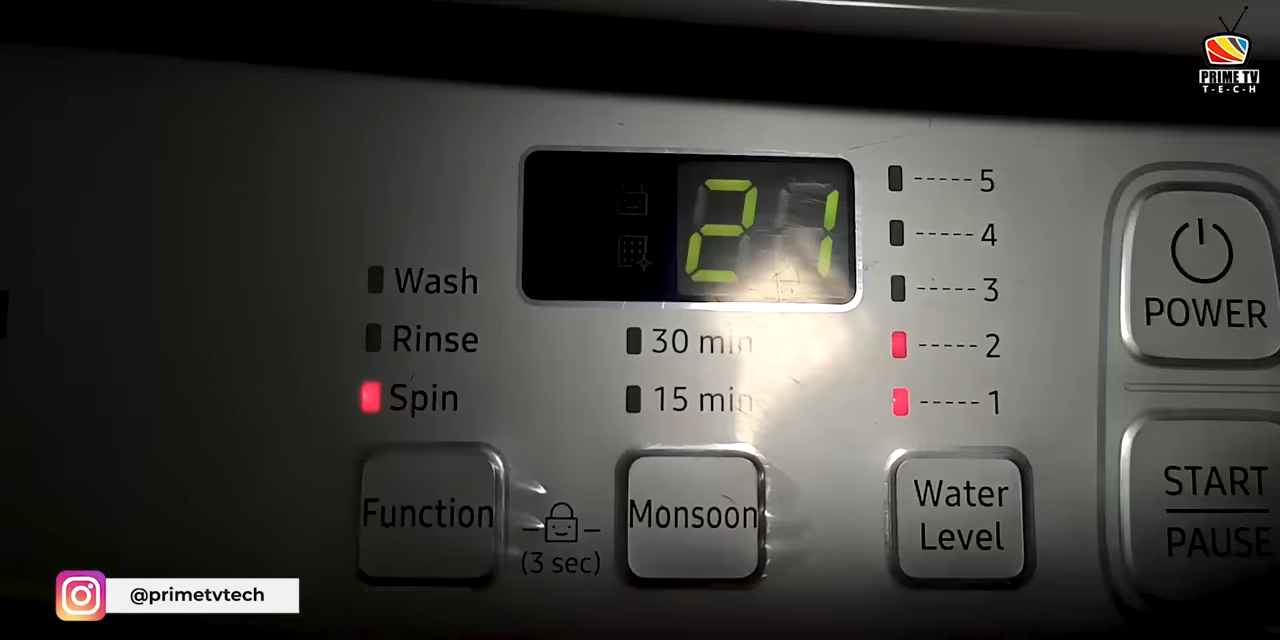 PRIME TV
T-E-C-H
21
5
4
3
2
1
Wash
Rinse
Spin
30 min
15 min
POWER
Function
(3 sec)
Monsoon
Water
Level
START
PAUSE
@primetvtech